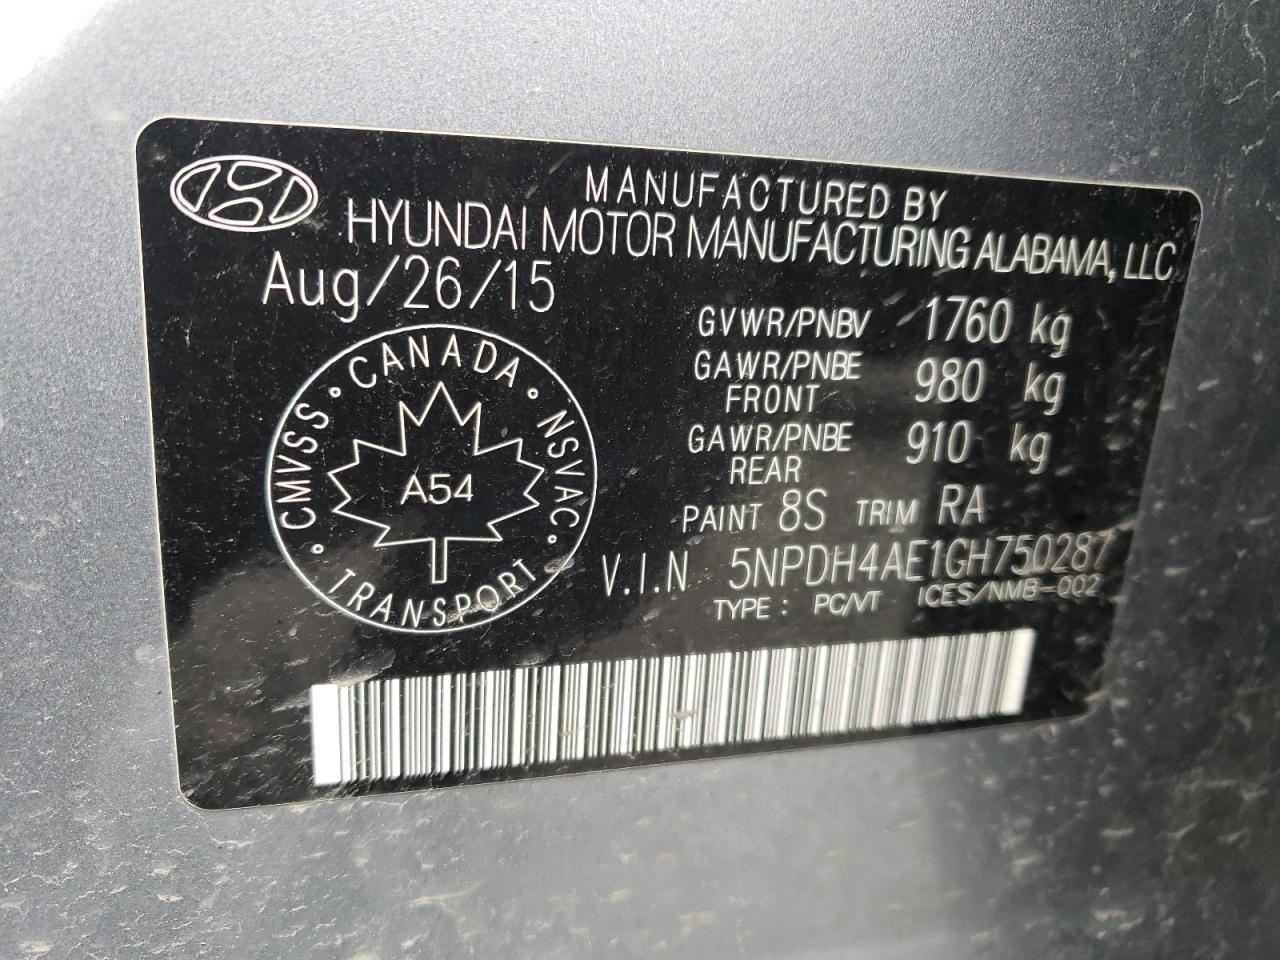 MANUFACTURED BY
HYUNDAI MOTOR MANUFACTURING ALABAMA, LLC
Aug/26/15
GVWR/PNBV 1760 kg
GAWR/PNBE FRONT 980 kg
GAWR/PNBE REAR 910 kg
PAINT 8S TRIM RA
V.I.N 5NPDH4AE1GH750287
TYPE : PC/VT ICES/NMB-002
CANADA · NSVAC · TRANSPORT · CMVSS ·
A54